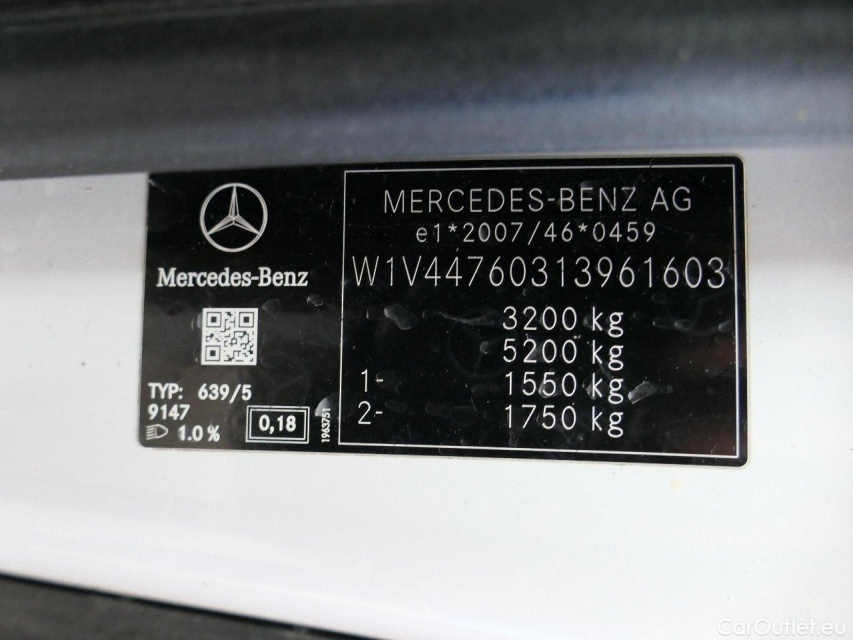 Mercedes-Benz
TYP: 639/5
9147
1.0 %
0,18
1963751
MERCEDES-BENZ AG
e1*2007/46*0459
W1V44760313961603
3200 kg
5200 kg
1- 1550 kg
2- 1750 kg
CarOutlet.eu